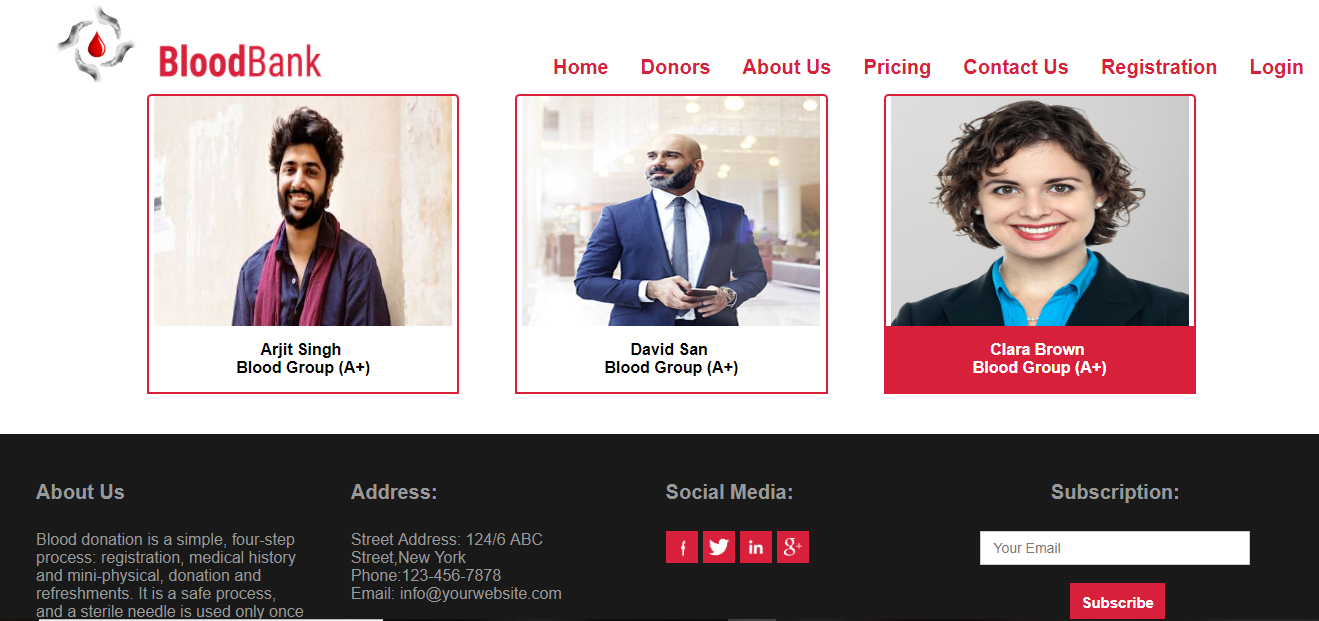 BloodBank
Home Donors About Us Pricing Contact Us Registration Login
Arjit Singh
Blood Group (A+)
David San
Blood Group (A+)
Clara Brown
Blood Group (A+)
About Us
Blood donation is a simple, four-step
process: registration, medical history
and mini-physical, donation and
refreshments. It is a safe process,
and a sterile needle is used only once
Address:
Street Address: 124/6 ABC
Street,New York
Phone:123-456-7878
Email: info@yourwebsite.com
Social Media:
f in g+
Subscription:
Your Email
Subscribe